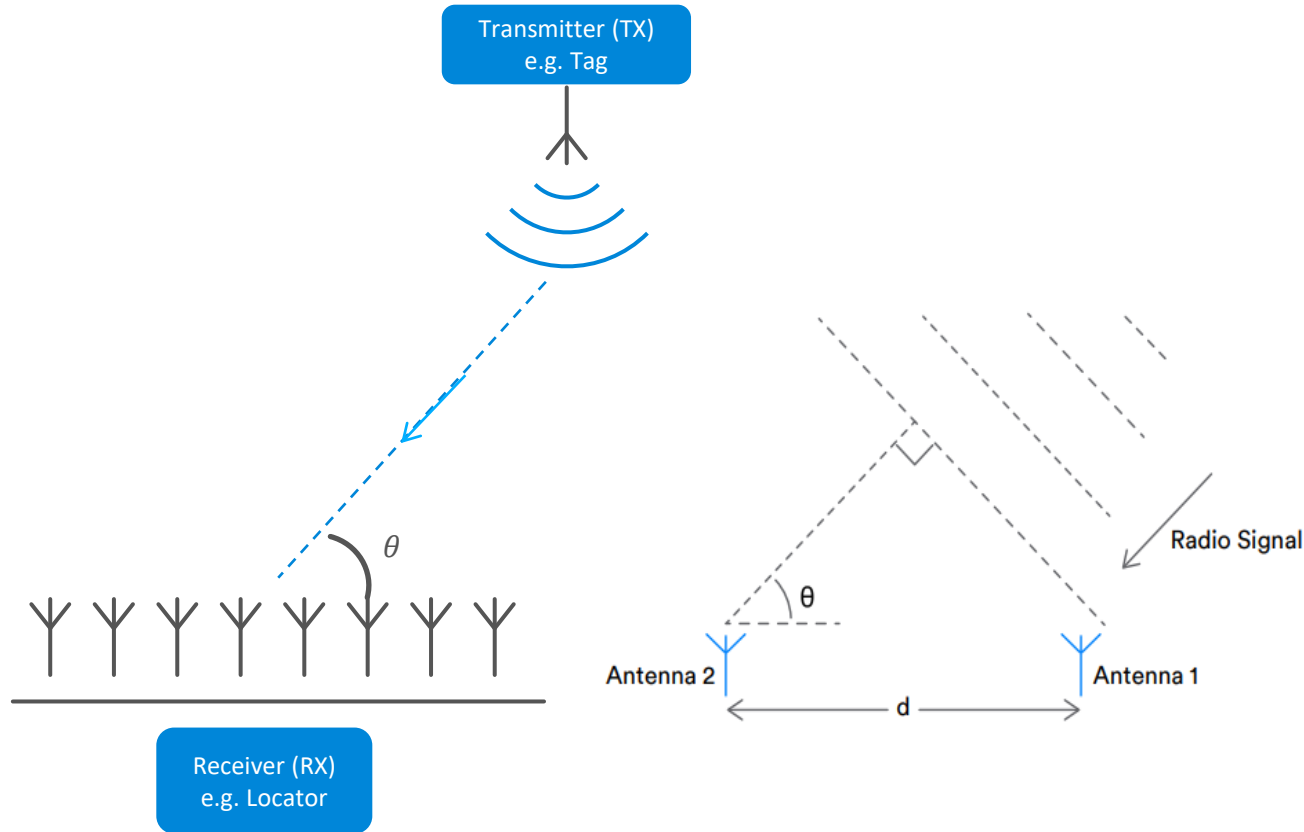 Transmitter (TX)
e.g. Tag
θ
Receiver (RX)
e.g. Locator
Radio Signal
θ
Antenna 2
Antenna 1
d